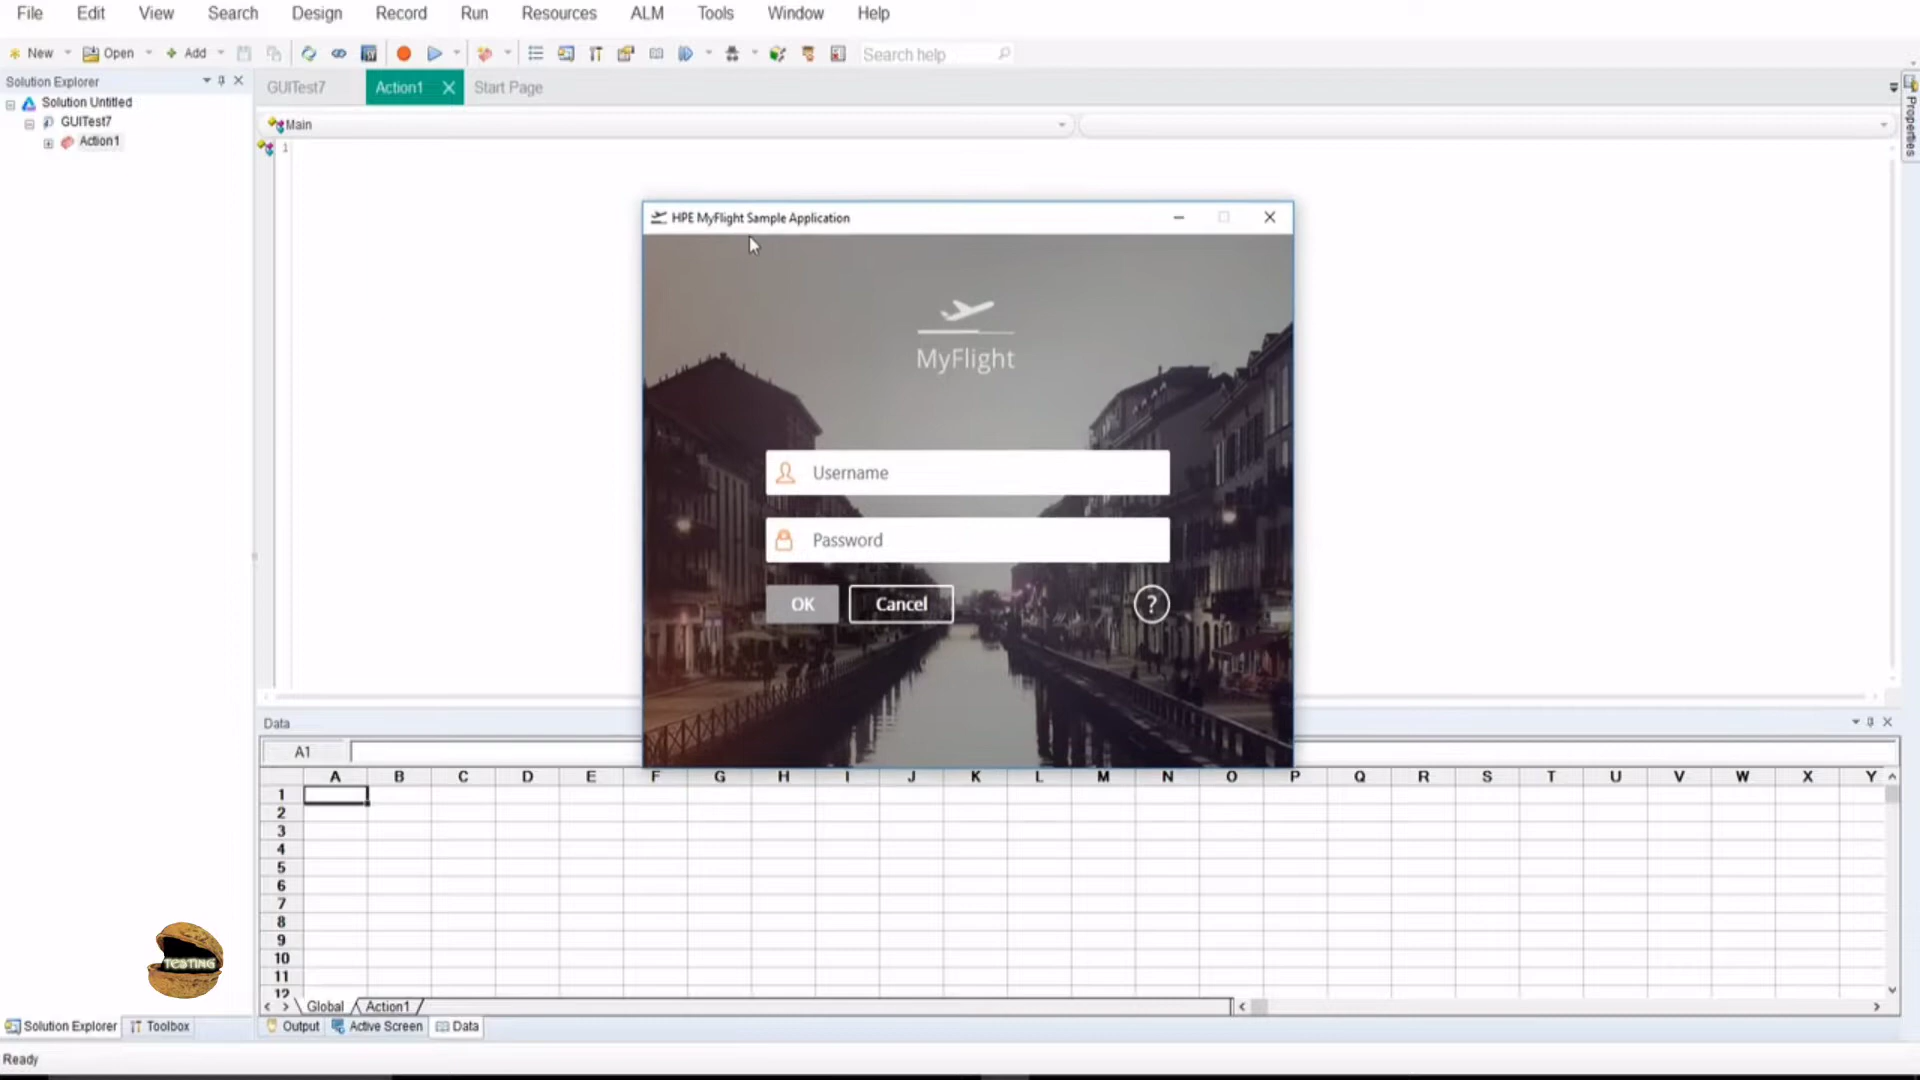 File Edit View Search Design Record Run Resources ALM Tools Window Help
New Open Add Search help
Solution Explorer
GUITest7 Action1 Start Page
Properties
Solution Untitled
GUITest7
Action1
Main
1
HPE MyFlight Sample Application
MyFlight
Username
Password
OK Cancel ?
Data
A1
A B C D E F G H I J K L M N O P Q R S T U V W X Y
1
2
3
4
5
6
7
8
9
10
11
12
TESTING
Global Action1
Solution Explorer Toolbox Output Active Screen Data
Ready